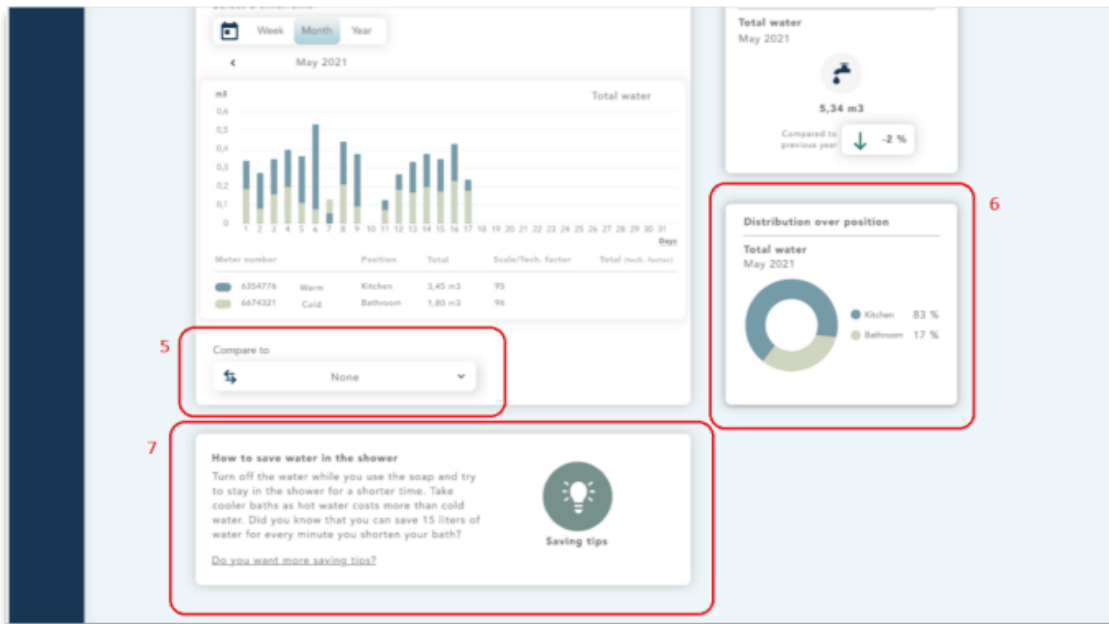 Select a timeframe
Week Month Year
May 2021
m3 Total water
0,6
0,5
0,4
0,3
0,2
0,1
0
1 2 3 4 5 6 7 8 9 10 11 12 13 14 15 16 17 18 19 20 21 22 23 24 25 26 27 28 29 30 31
Days
Meter number Position Total Scale/Tech. factor Total (tech. factor)
6354776 Warm Kitchen 3,45 m3 95
6674321 Cold Bathroom 1,80 m3 96
5
Compare to
None
Total water
May 2021
5,34 m3
Compared to
previous year
-2 %
6
Distribution over position
Total water
May 2021
Kitchen 83 %
Bathroom 17 %
7
How to save water in the shower
Turn off the water while you use the soap and try
to stay in the shower for a shorter time. Take
cooler baths as hot water costs more than cold
water. Did you know that you can save 15 liters of
water for every minute you shorten your bath?
Do you want more saving tips?
Saving tips